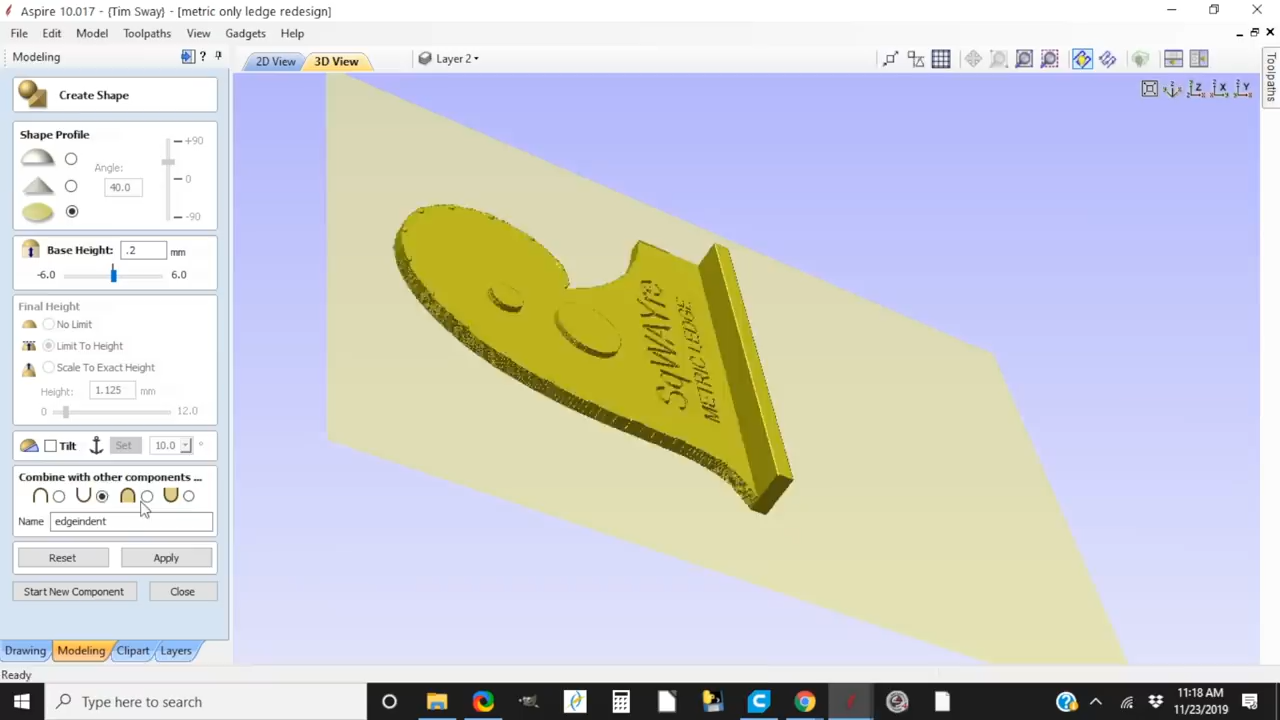 Aspire 10.017 - {Tim Sway} - [metric only ledge redesign]
File Edit Model Toolpaths View Gadgets Help
Modeling ?
2D View 3D View Layer 2
Toolpaths
Create Shape
Shape Profile
+90
Angle:
40.0
0
-90
Base Height: .2 mm
-6.0 6.0
Final Height
No Limit
Limit To Height
Scale To Exact Height
Height: 1.125 mm
0 12.0
Tilt Set 10.0 °
Combine with other components ...
Name edgeindent
Reset Apply
Start New Component Close
Drawing Modeling Clipart Layers
Ready
Z X Y
SqWAYre
METRIC LEDGE
Type here to search
11:18 AM
11/23/2019